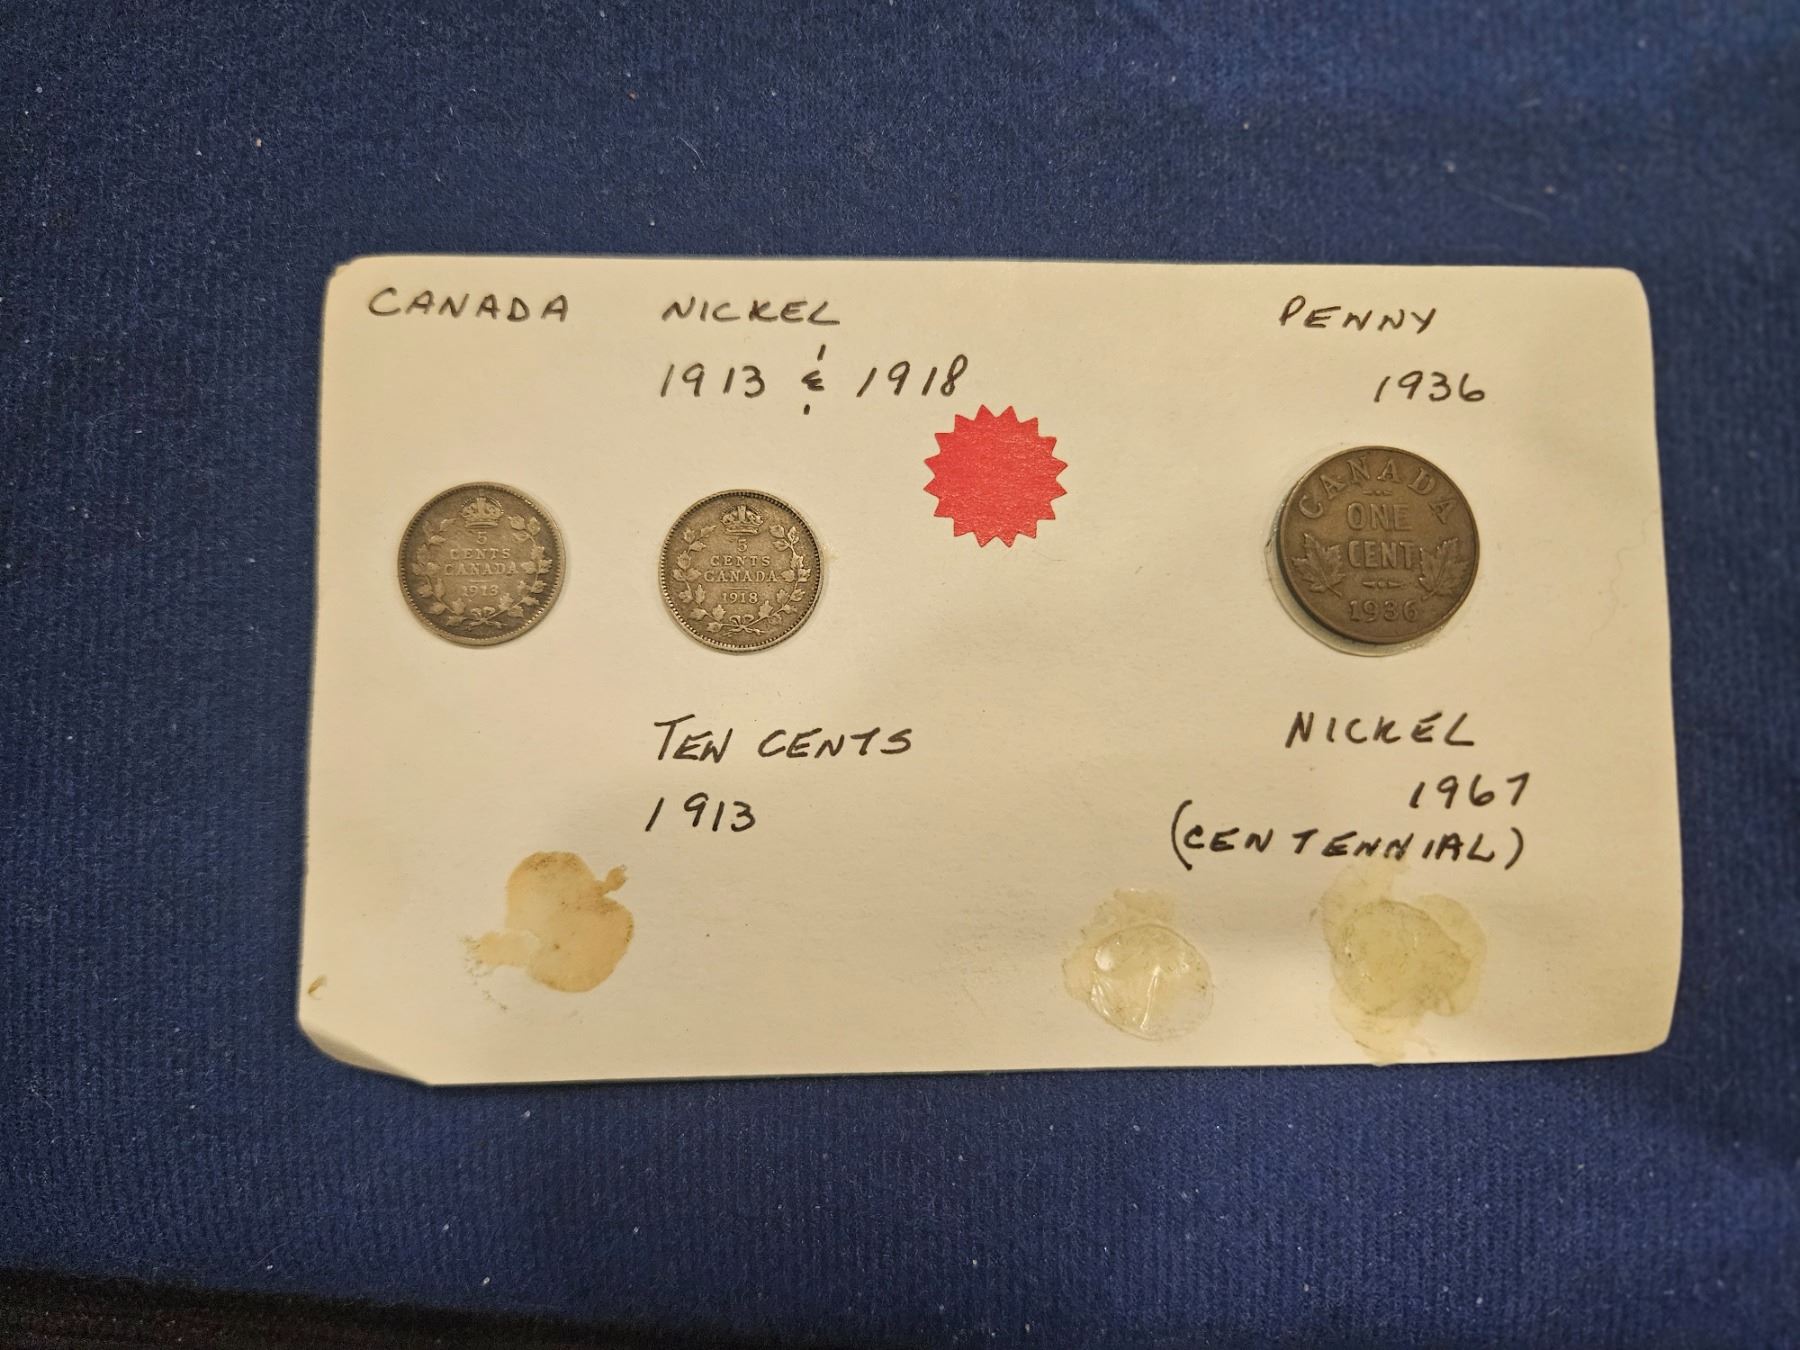 CANADA NICKEL
1913 & 1918
PENNY
1936
5
CENTS
CANADA
1913
5
CENTS
CANADA
1918
CANADA
ONE
CENT
1936
TEN CENTS
1913
NICKEL
1967
(CENTENNIAL)